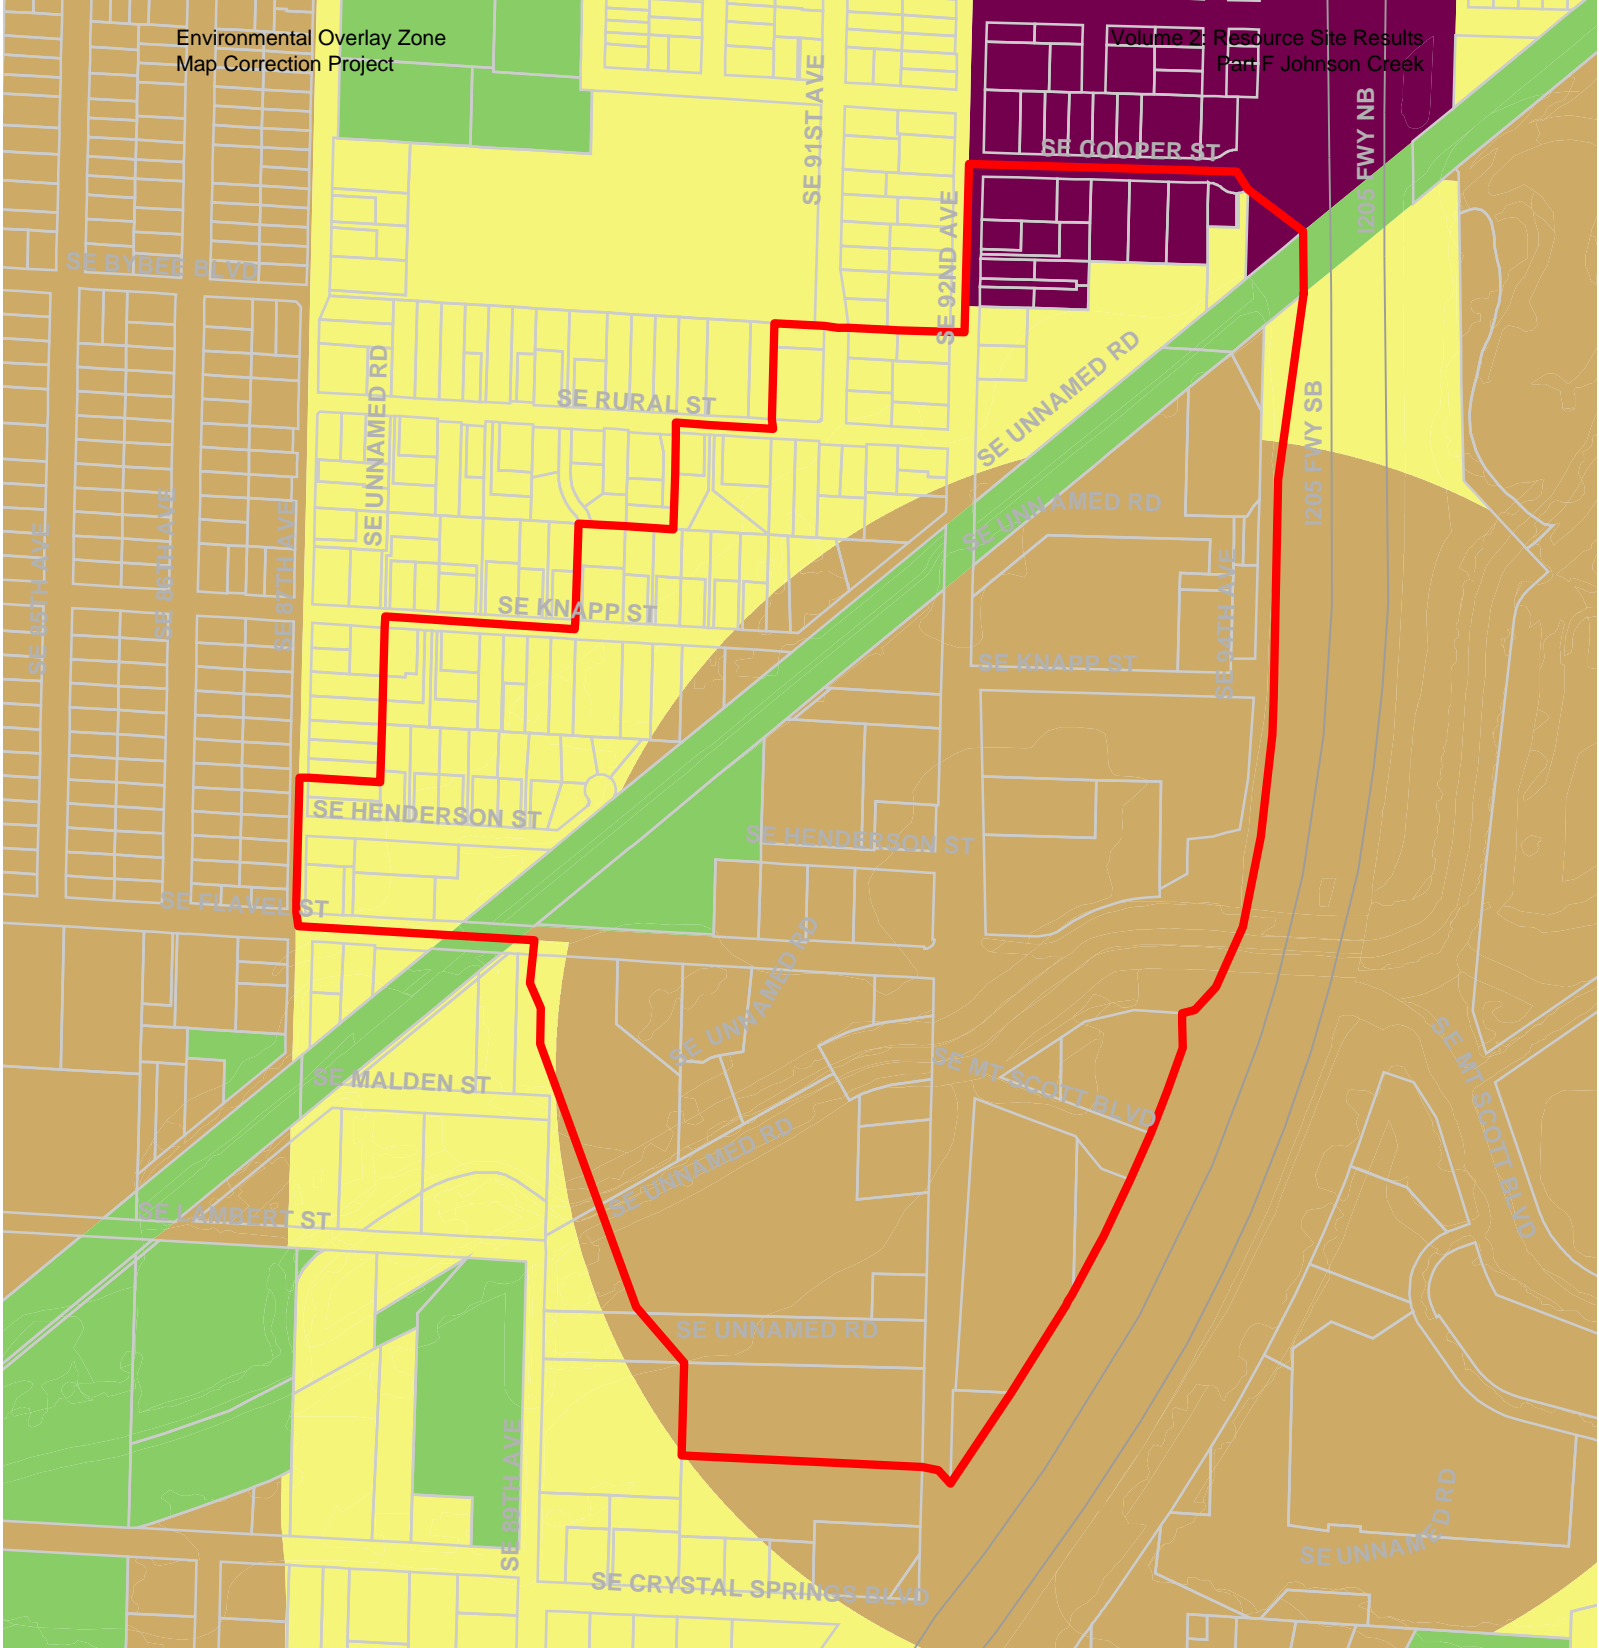 Environmental Overlay Zone
Map Correction Project
Volume 2: Resource Site Results
Part F Johnson Creek
SE 91ST AVE
SE COOPER ST
I205 FWY NB
SE 92ND AVE
SE BYBEE BLVD
SE UNNAMED RD
SE UNNAMED RD
SE RURAL ST
I205 FWY SB
SE UNNAMED RD
SE 85TH AVE
SE 86TH AVE
SE 87TH AVE
SE 94TH AVE
SE KNAPP ST
SE KNAPP ST
SE HENDERSON ST
SE HENDERSON ST
SE FLAVEL ST
SE UNNAMED RD
SE MT SCOTT BLVD
SE MT SCOTT BLVD
SE MALDEN ST
SE UNNAMED RD
SE LAMBERT ST
SE UNNAMED RD
SE 89TH AVE
SE UNNAMED RD
SE CRYSTAL SPRINGS BLVD